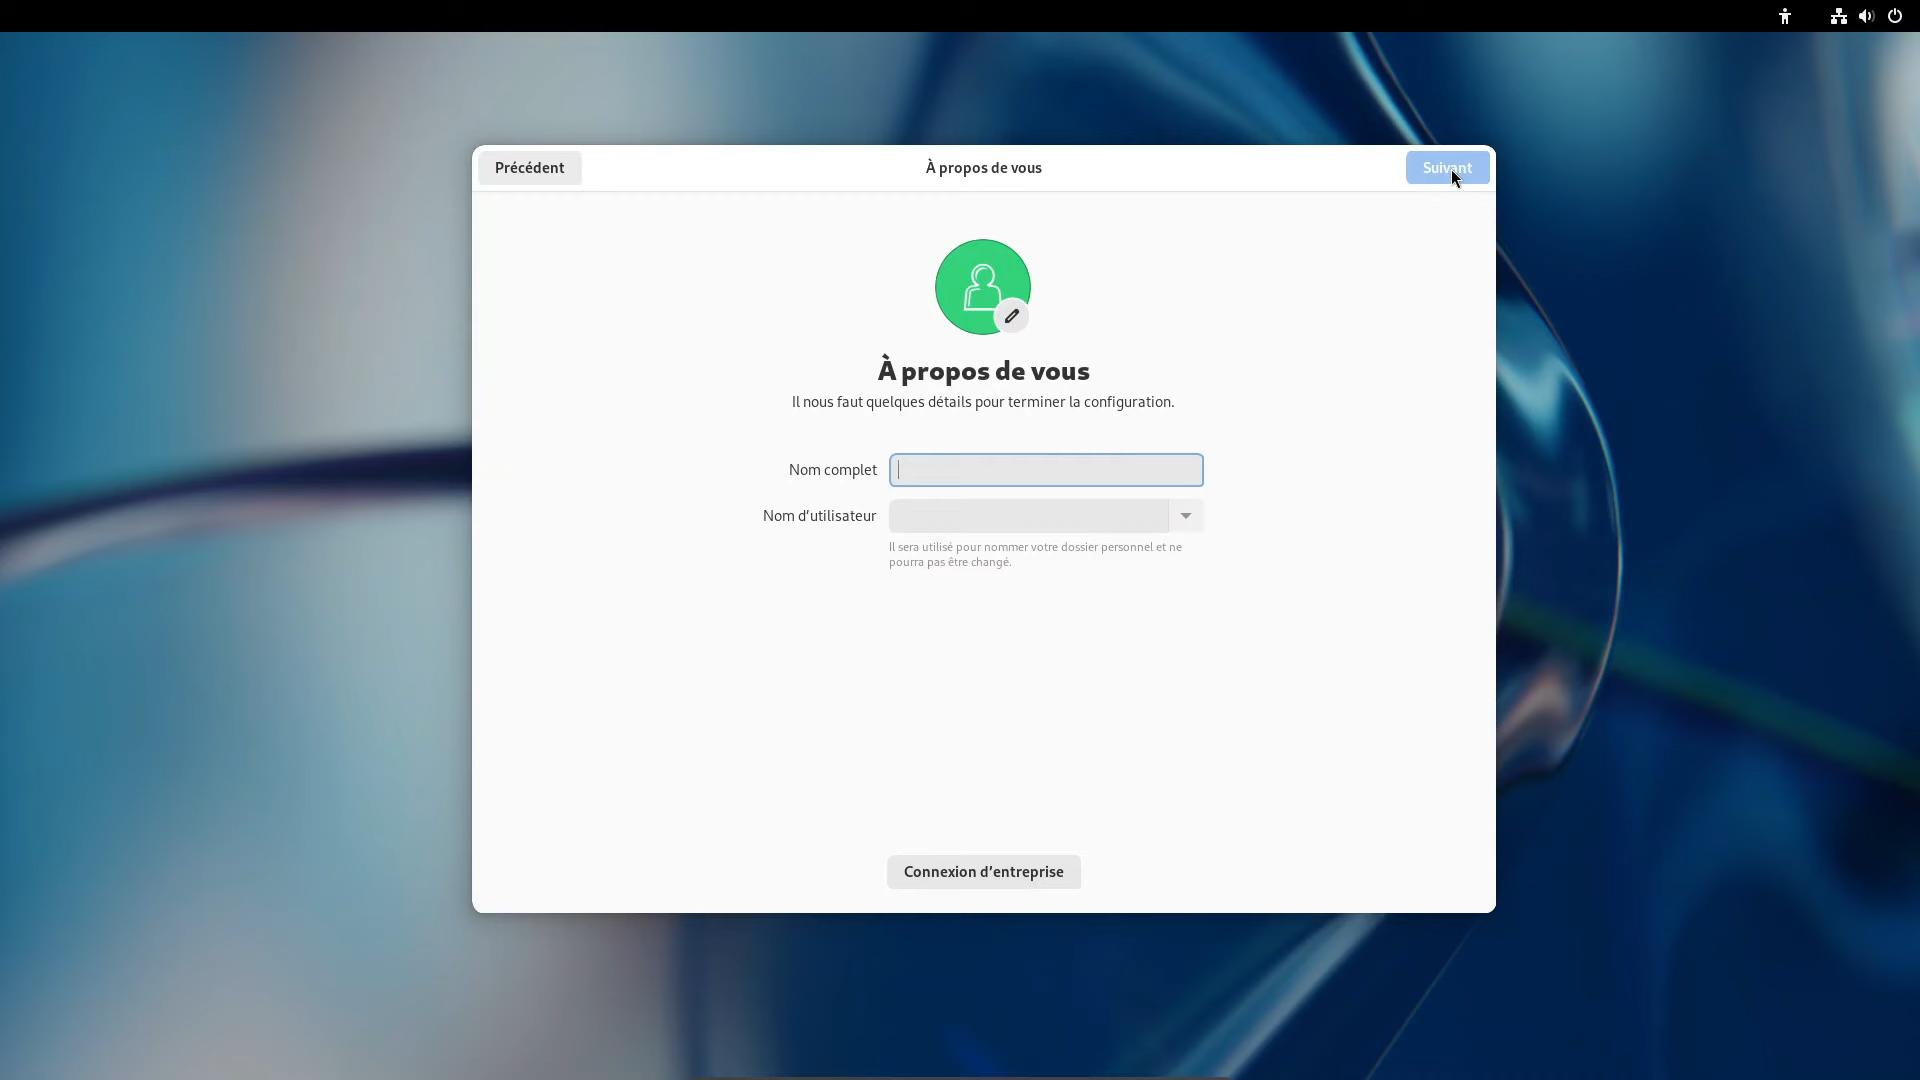 Précédent
À propos de vous
Suivant
À propos de vous
Il nous faut quelques détails pour terminer la configuration.
Nom complet
Nom d’utilisateur
Il sera utilisé pour nommer votre dossier personnel et ne
pourra pas être changé.
Connexion d’entreprise